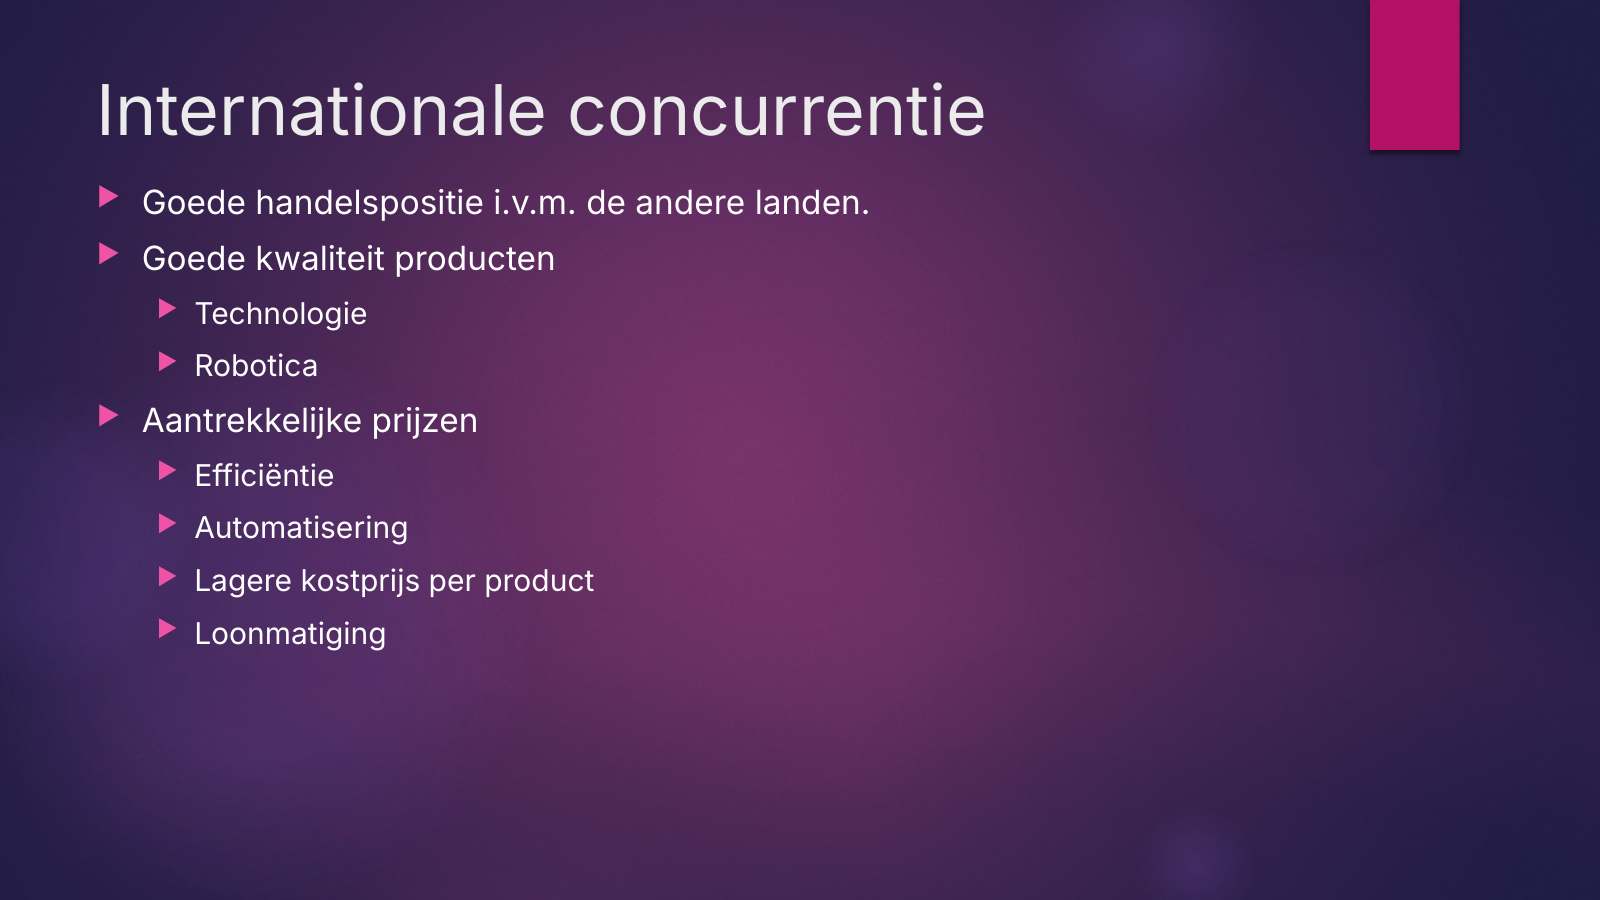 Internationale concurrentie
Goede handelspositie i.v.m. de andere landen.
Goede kwaliteit producten
Technologie
Robotica
Aantrekkelijke prijzen
Efficiëntie
Automatisering
Lagere kostprijs per product
Loonmatiging